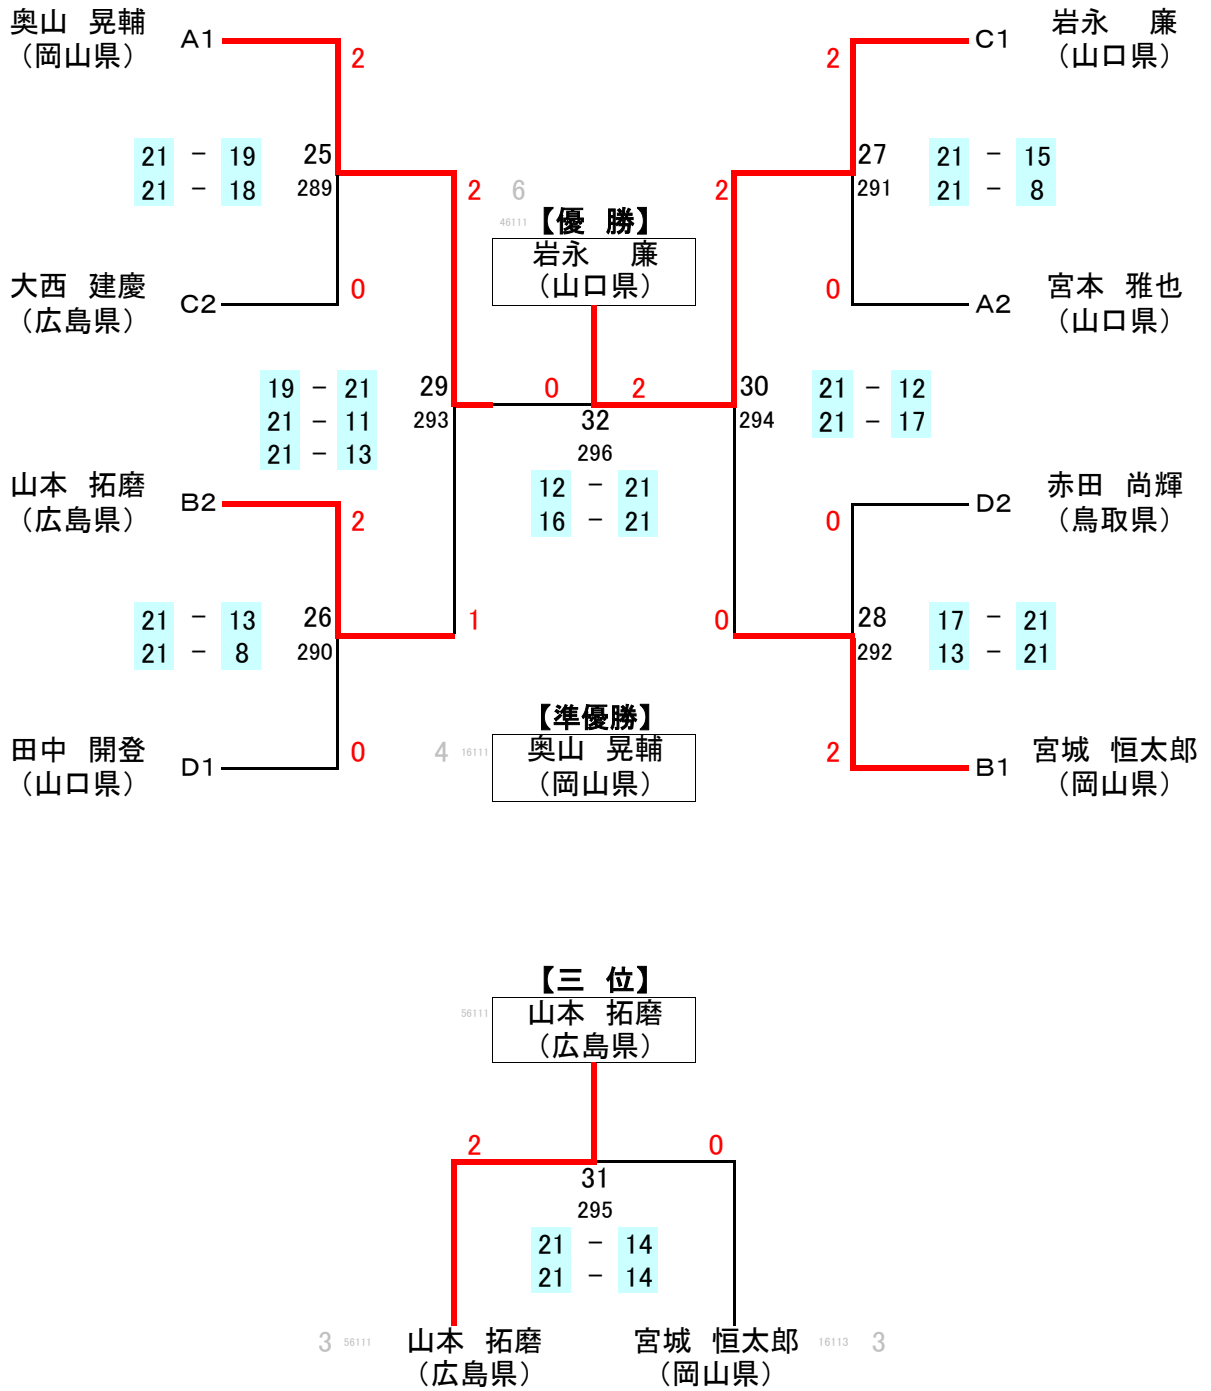 奥山　晃輔
（岡山県）
A1
2
岩永　廉
（山口県）
C1
2
21 － 19
21 － 18
25
289
27
291
21 － 15
21 － 8
2
6
2
46111
【優　勝】
岩永　廉
（山口県）
大西　建慶
（広島県）
C2
0
0
A2
宮本　雅也
（山口県）
19 － 21
21 － 11
21 － 13
29
293
0
2
32
296
12 － 21
16 － 21
30
294
21 － 12
21 － 17
山本　拓磨
（広島県）
B2
2
0
D2
赤田　尚輝
（鳥取県）
21 － 13
21 － 8
26
290
1
0
28
292
17 － 21
13 － 21
田中　開登
（山口県）
D1
0
【準優勝】
4
16111
奥山　晃輔
（岡山県）
2
B1
宮城　恒太郎
（岡山県）
【三　位】
56111
山本　拓磨
（広島県）
2
0
31
295
21 － 14
21 － 14
3
56111
山本　拓磨
（広島県）
宮城　恒太郎
（岡山県）
16113
3